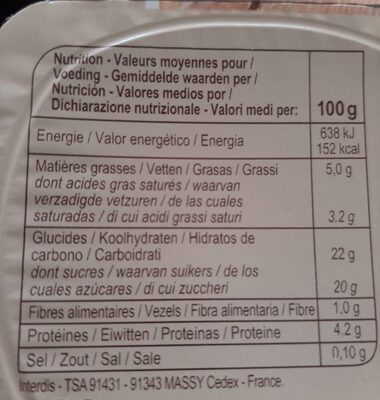 Nutrition - Valeurs moyennes pour /
Voeding - Gemiddelde waarden per /
Nutrición - Valores medios por /
Dichiarazione nutrizionale - Valori medi per: 100 g
Energie / Valor energético / Energia 638 kJ
152 kcal
Matières grasses / Vetten / Grasas / Grassi 5,0 g
dont acides gras saturés / waarvan
verzadigde vetzuren / de las cuales
saturadas / di cui acidi grassi saturi 3,2 g
Glucides / Koolhydraten / Hidratos de
carbono / Carboidrati 22 g
dont sucres / waarvan suikers / de los
cuales azúcares / di cui zuccheri 20 g
Fibres alimentaires / Vezels / Fibra alimentaria / Fibre 1,0 g
Protéines / Eiwitten / Proteínas / Proteine 4,2 g
Sel / Zout / Sal / Sale 0,10 g
Interdis - TSA 91431 - 91343 MASSY Cedex - France.